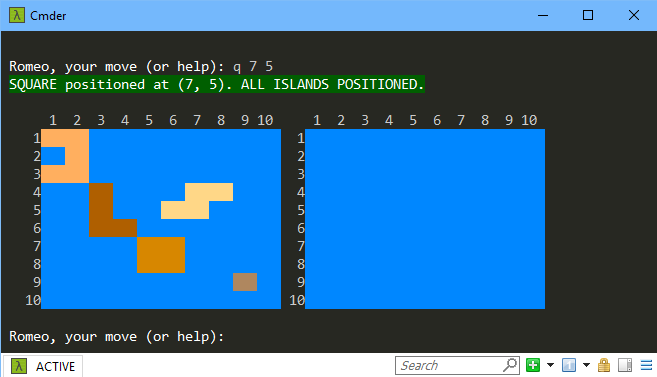 Cmder
Romeo, your move (or help): q 7 5
SQUARE positioned at (7, 5). ALL ISLANDS POSITIONED.
1 2 3 4 5 6 7 8 9 10 1 2 3 4 5 6 7 8 9 10
1 1
2 2
3 3
4 4
5 5
6 6
7 7
8 8
9 9
10 10
Romeo, your move (or help):
λ ACTIVE Search 1